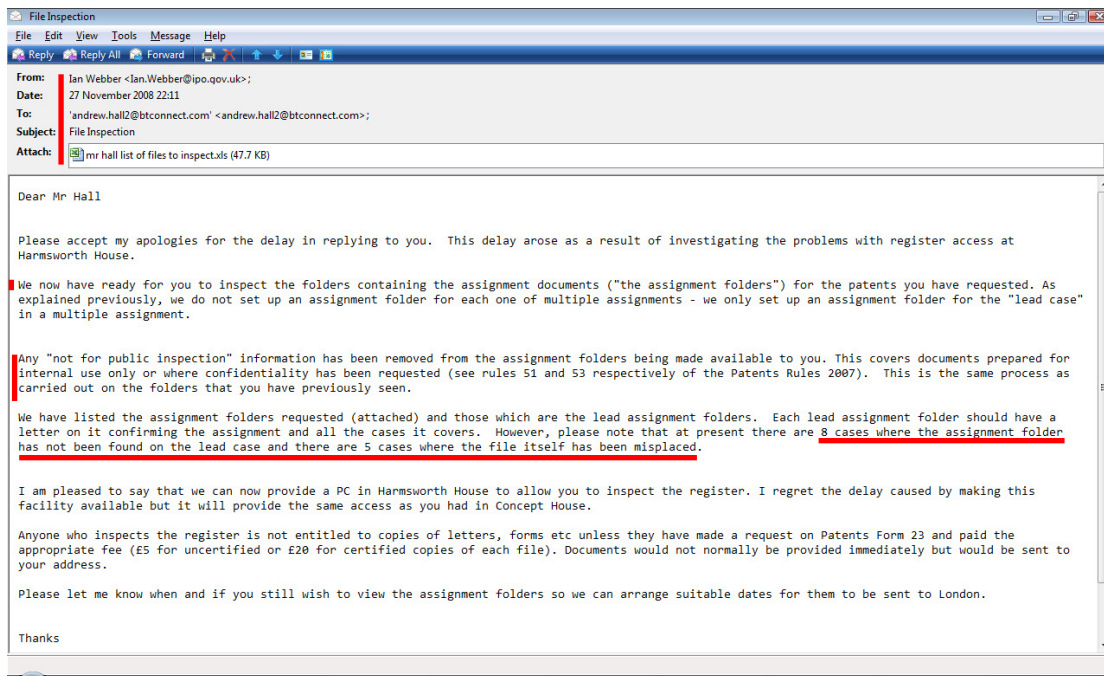 File Inspection
File Edit View Tools Message Help
Reply Reply All Forward
From: Ian Webber <Ian.Webber@ipo.gov.uk>;
Date: 27 November 2008 22:11
To: 'andrew.hall2@btconnect.com' <andrew.hall2@btconnect.com>;
Subject: File Inspection
Attach: mr hall list of files to inspect.xls (47.7 KB)
Dear Mr Hall
Please accept my apologies for the delay in replying to you. This delay arose as a result of investigating the problems with register access at
Harmsworth House.
We now have ready for you to inspect the folders containing the assignment documents ("the assignment folders") for the patents you have requested. As
explained previously, we do not set up an assignment folder for each one of multiple assignments - we only set up an assignment folder for the "lead case"
in a multiple assignment.
Any "not for public inspection" information has been removed from the assignment folders being made available to you. This covers documents prepared for
internal use only or where confidentiality has been requested (see rules 51 and 53 respectively of the Patents Rules 2007). This is the same process as
carried out on the folders that you have previously seen.
We have listed the assignment folders requested (attached) and those which are the lead assignment folders. Each lead assignment folder should have a
letter on it confirming the assignment and all the cases it covers. However, please note that at present there are 8 cases where the assignment folder
has not been found on the lead case and there are 5 cases where the file itself has been misplaced.
I am pleased to say that we can now provide a PC in Harmsworth House to allow you to inspect the register. I regret the delay caused by making this
facility available but it will provide the same access as you had in Concept House.
Anyone who inspects the register is not entitled to copies of letters, forms etc unless they have made a request on Patents Form 23 and paid the
appropriate fee (£5 for uncertified or £20 for certified copies of each file). Documents would not normally be provided immediately but would be sent to
your address.
Please let me know when and if you still wish to view the assignment folders so we can arrange suitable dates for them to be sent to London.
Thanks